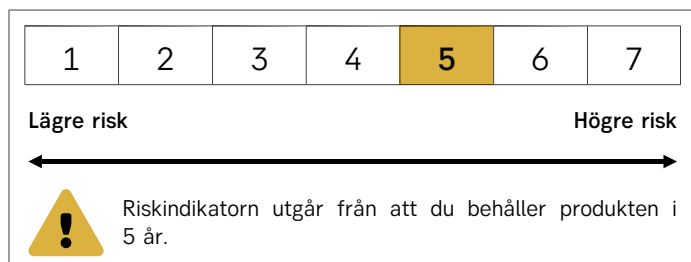 1 2 3 4 5 6 7
Lägre risk Högre risk
Riskindikatorn utgår från att du behåller produkten i
5 år.